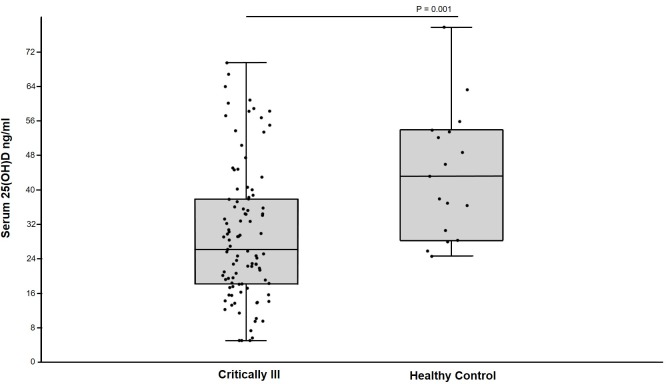 P = 0.001
72
64
56
48
40
32
24
16
8
0
Serum 25(OH)D ng/ml
Critically Ill
Healthy Control